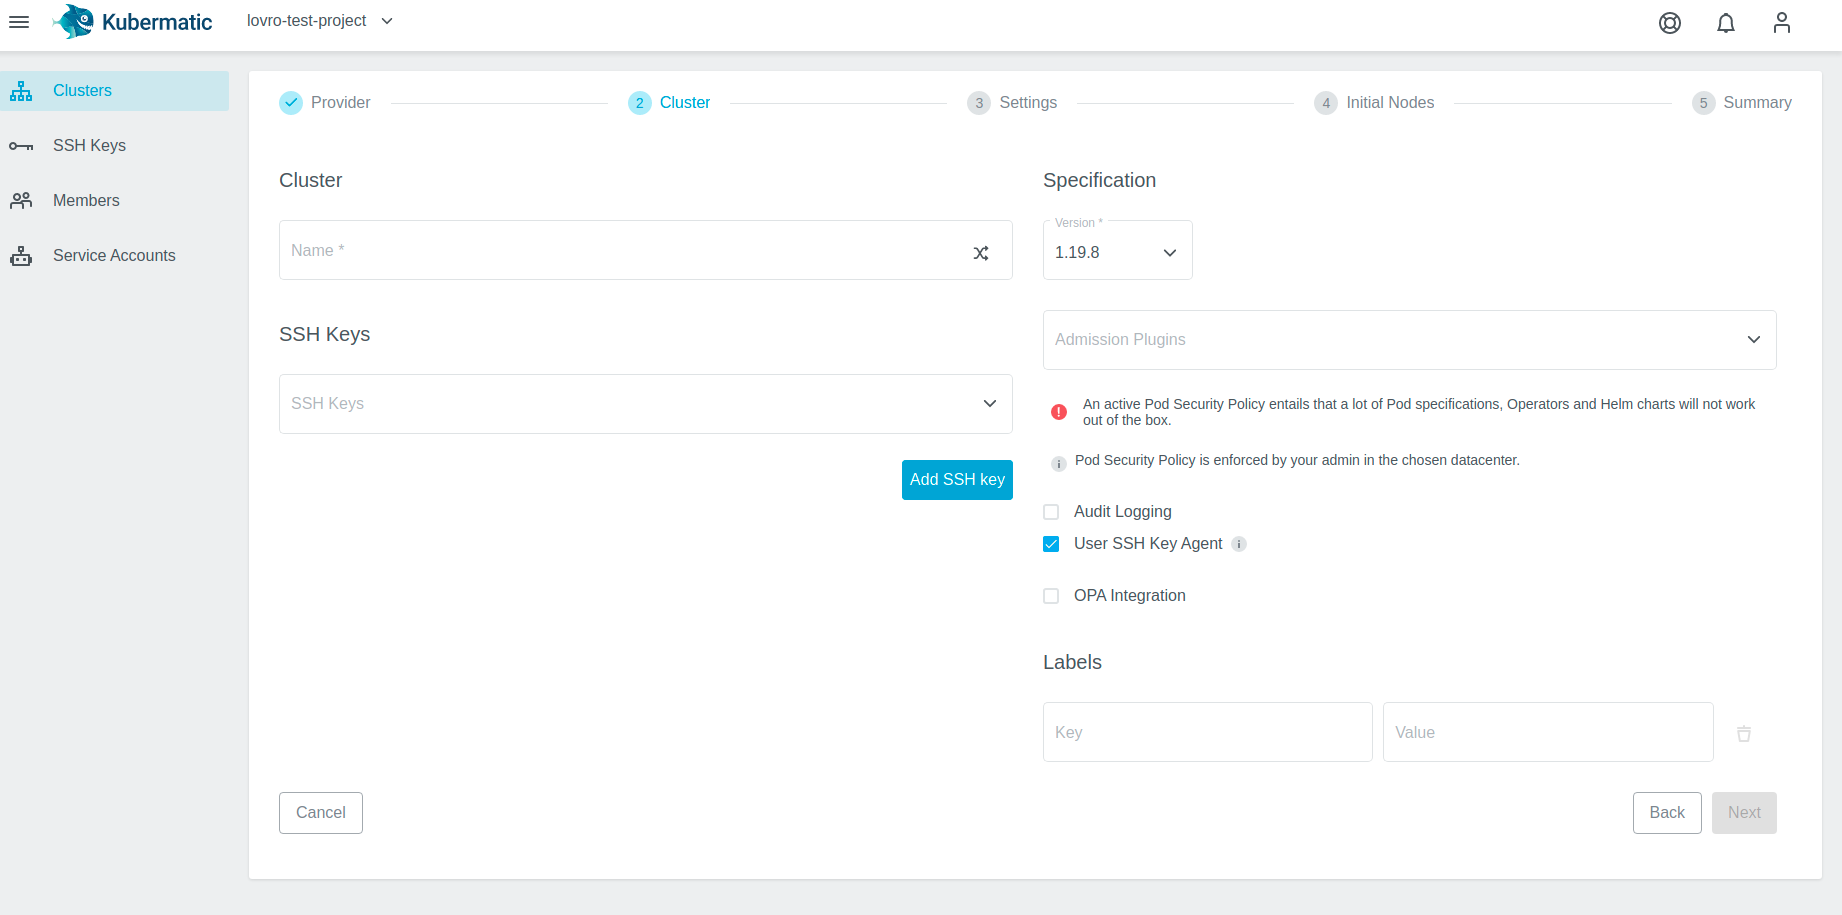 Kubermatic
lovro-test-project
Clusters
SSH Keys
Members
Service Accounts
Provider
2 Cluster
3 Settings
4 Initial Nodes
5 Summary
Cluster
Name *
SSH Keys
SSH Keys
Add SSH key
Specification
Version *
1.19.8
Admission Plugins
An active Pod Security Policy entails that a lot of Pod specifications, Operators and Helm charts will not work
out of the box.
Pod Security Policy is enforced by your admin in the chosen datacenter.
Audit Logging
User SSH Key Agent
OPA Integration
Labels
Key
Value
Cancel
Back
Next